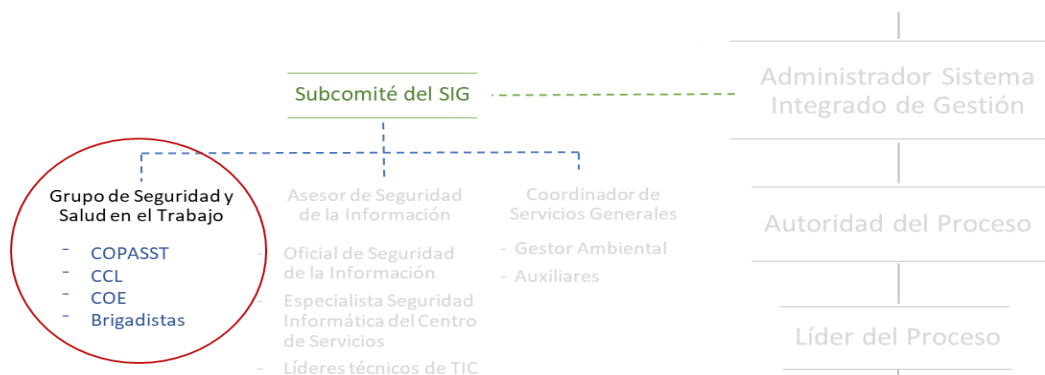 Subcomité del SIG
Administrador Sistema
Integrado de Gestión
Grupo de Seguridad y
Salud en el Trabajo
- COPASST
- CCL
- COE
- Brigadistas
Asesor de Seguridad
de la Información
- Oficial de Seguridad
de la Información
- Especialista Seguridad
Informática del Centro
de Servicios
- Líderes técnicos de TIC
Coordinador de
Servicios Generales
- Gestor Ambiental
- Auxiliares
Autoridad del Proceso
Líder del Proceso